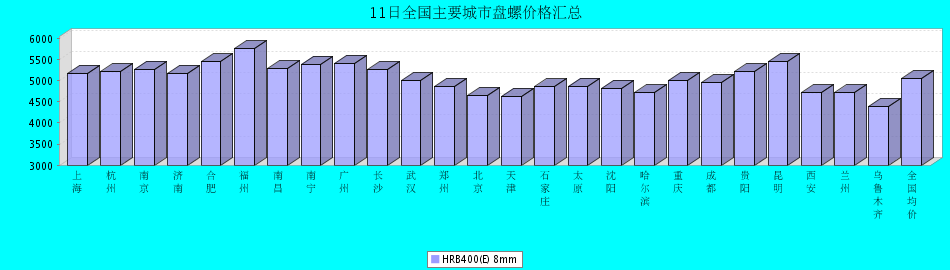 11日全国主要城市盘螺价格汇总
6000
5500
5000
4500
4000
3500
3000
上海
杭州
南京
济南
合肥
福州
南昌
南宁
广州
长沙
武汉
郑州
北京
天津
石家庄
太原
沈阳
哈尔滨
重庆
成都
贵阳
昆明
西安
兰州
乌鲁木齐
全国均价
HRB400(E) 8mm